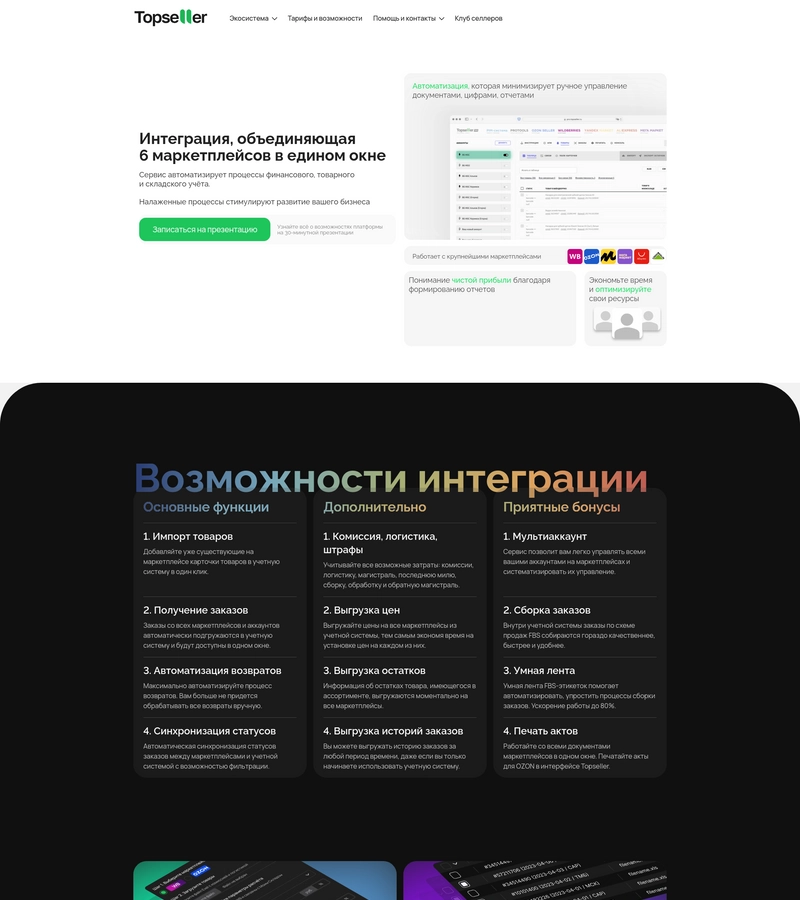 Topseller
Экосистема
Тарифы и возможности
Помощь и контакты
Клуб селлеров
Интеграция, объединяющая
6 маркетплейсов в едином окне
Сервис автоматизирует процессы финансового, товарного
и складского учёта.
Налаженные процессы стимулируют развитие вашего бизнеса
Записаться на презентацию
Узнайте всё о возможностях платформы
на 30-минутной презентации
Автоматизация, которая минимизирует ручное управление
документами, цифрами, отчетами
Работает с крупнейшими маркетплейсами
WB
OZON
Понимание чистой прибыли благодаря
формированию отчетов
Экономьте время
и оптимизируйте
свои ресурсы
Возможности интеграции
Основные функции
1. Импорт товаров
Добавляйте уже существующие на
маркетплейсе карточки товаров в учетную
систему в один клик.
2. Получение заказов
Заказы со всех маркетплейсов и аккаунтов
автоматически подгружаются в учетную
систему и будут доступны в одном окне.
3. Автоматизация возвратов
Максимально автоматизируйте процесс
возвратов. Вам больше не придется
обрабатывать все возвраты вручную.
4. Синхронизация статусов
Автоматическая синхронизация статусов
заказов между маркетплейсами и учетной
системой с возможностью фильтрации.
Дополнительно
1. Комиссия, логистика,
штрафы
Учитывайте все возможные затраты: комиссии,
логистику, магистраль, последнюю милю,
сборку, обработку и обратную магистраль.
2. Выгрузка цен
Выгружайте цены на все маркетплейсы из
учетной системы, тем самым экономя время на
установке цен на каждом из них.
3. Выгрузка остатков
Информация об остатках товара, имеющегося в
ассортименте, выгружаются моментально на
все маркетплейсы.
4. Выгрузка историй заказов
Вы можете выгружать историю заказов за
любой период времени, даже если вы только
начинаете использовать учетную систему.
Приятные бонусы
1. Мультиаккаунт
Сервис позволит вам легко управлять всеми
вашими аккаунтами на маркетплейсах и
систематизировать их управление.
2. Сборка заказов
Внутри учетной системы заказы по схеме
продаж FBS собираются гораздо качественнее,
быстрее и удобнее.
3. Умная лента
Умная лента FBS-этикеток помогает
автоматизировать, упростить процессы сборки
заказов. Ускорение работы до 80%.
4. Печать актов
Работайте со всеми документами
маркетплейсов в одном окне. Печатайте акты
для OZON в интерфейсе Topseller.
WB
OZON